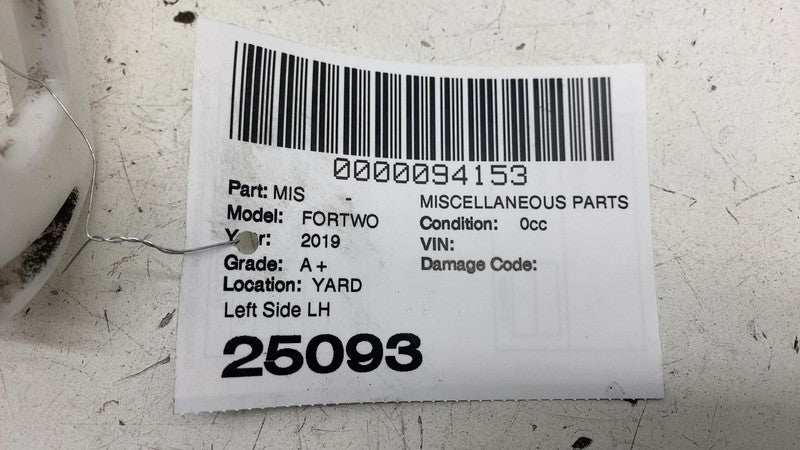 0000094153
Part: MIS - MISCELLANEOUS PARTS
Model: FORTWO Condition: 0cc
Year: 2019 VIN:
Grade: A+ Damage Code:
Location: YARD
Left Side LH
25093